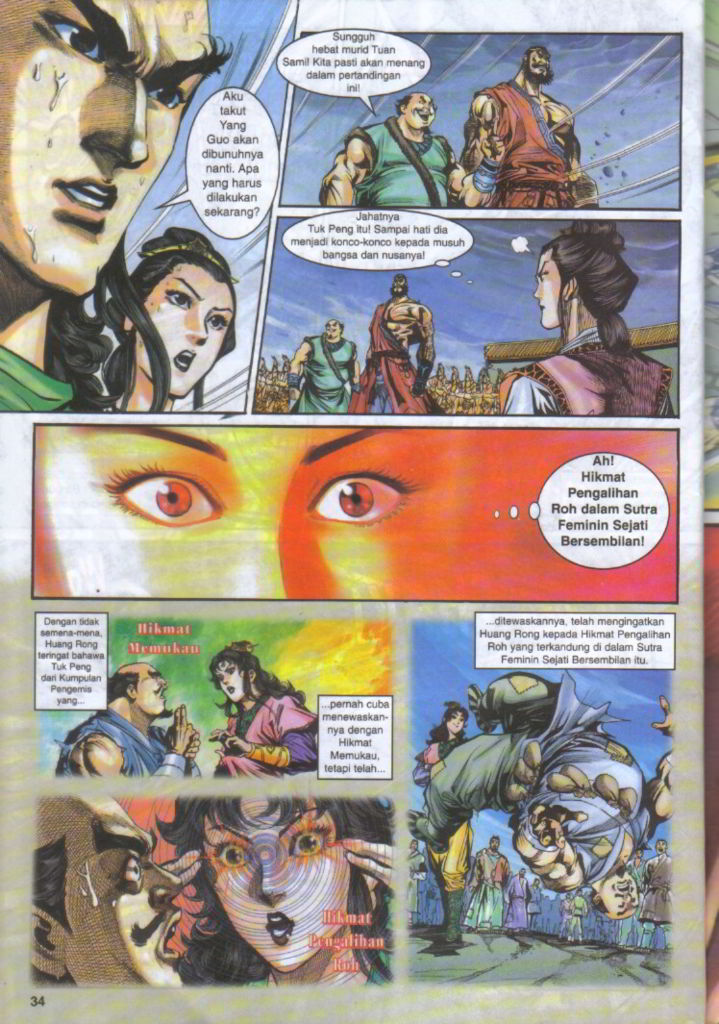 Aku
takut
Yang
Guo akan
dibunuhnya
nanti. Apa
yang harus
dilakukan
sekarang?
Sungguh
hebat murid Tuan
Sami! Kita pasti akan menang
dalam pertandingan
ini!
Jahatnya
Tuk Peng itu! Sampai hati dia
menjadi konco-konco kepada musuh
bangsa dan nusanya!
Ah!
Hikmat
Pengalihan
Roh dalam Sutra
Feminin Sejati
Bersembilan!
Dengan tidak
semena-mena,
Huang Rong
teringat bahawa
Tuk Peng
dari Kumpulan
Pengemis
yang...
Hikmat
Memukau
...pernah cuba
menewaskan-
nya dengan
Hikmat
Memukau,
tetapi telah...
...ditewaskannya, telah mengingatkan
Huang Rong kepada Hikmat Pengalihan
Roh yang terkandung dalam Sutra
Feminin Sejati Bersembilan itu.
Hikmat
Pengalihan
Roh
34